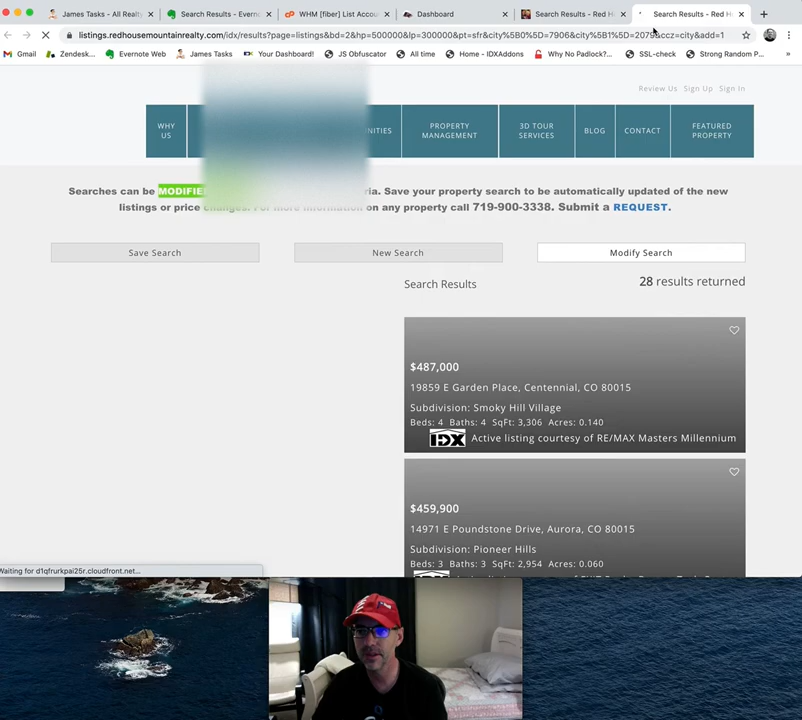 James Tasks - All Realty
Search Results - Everno
WHM [fiber] List Accou
Dashboard
Search Results - Red Ho
Search Results - Red H
listings.redhousemountainrealty.com/idx/results?page=listings&bd=2&hp=500000&lp=300000&pt=sfr&city%5B0%5D=7906&city%5B1%5D=2079&ccz=city&add=1
Gmail Zendesk... Evernote Web James Tasks Your Dashboard! JS Obfuscator All time Home - IDXAddons Why No Padlock?... SSL-check Strong Random P... »
Review Us Sign Up Sign In
WHY US
NITIES
PROPERTY MANAGEMENT
3D TOUR SERVICES
BLOG
CONTACT
FEATURED PROPERTY
Searches can be MODIFIE ria. Save your property search to be automatically updated of the new
listings or price on any property call 719-900-3338. Submit a REQUEST.
Save Search New Search Modify Search
Search Results 28 results returned
$487,000
19859 E Garden Place, Centennial, CO 80015
Subdivision: Smoky Hill Village
Beds: 4 Baths: 4 SqFt: 3,306 Acres: 0.140
IDX Active listing courtesy of RE/MAX Masters Millennium
$459,900
14971 E Poundstone Drive, Aurora, CO 80015
Subdivision: Pioneer Hills
Beds: 3 Baths: 3 SqFt: 2,954 Acres: 0.060
Waiting for d1qfrurkpai25r.cloudfront.net...